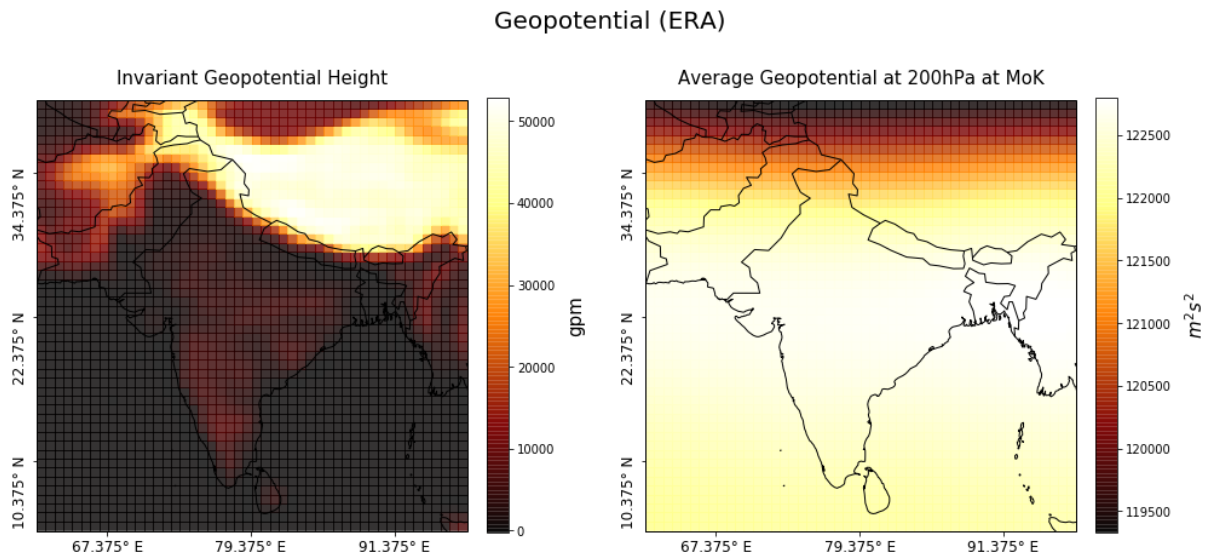 Geopotential (ERA)
Invariant Geopotential Height
34.375° N
22.375° N
10.375° N
67.375° E
79.375° E
91.375° E
50000
40000
30000
20000
10000
0
gpm
Average Geopotential at 200hPa at MoK
34.375° N
22.375° N
10.375° N
67.375° E
79.375° E
91.375° E
122500
122000
121500
121000
120500
120000
119500
m²s²